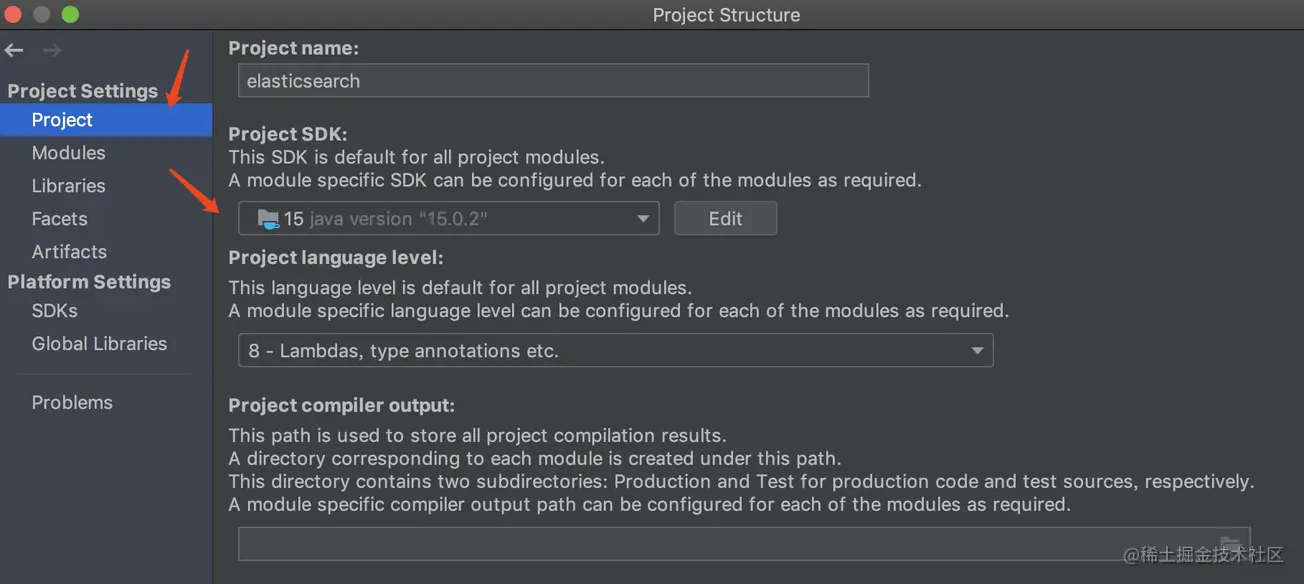 Project Structure
Project Settings
Project
Modules
Libraries
Facets
Artifacts
Platform Settings
SDKs
Global Libraries
Problems
Project name:
elasticsearch
Project SDK:
This SDK is default for all project modules.
A module specific SDK can be configured for each of the modules as required.
15 java version "15.0.2"
Edit
Project language level:
This language level is default for all project modules.
A module specific language level can be configured for each of the modules as required.
8 - Lambdas, type annotations etc.
Project compiler output:
This path is used to store all project compilation results.
A directory corresponding to each module is created under this path.
This directory contains two subdirectories: Production and Test for production code and test sources, respectively.
A module specific compiler output path can be configured for each of the modules as required.
@稀土掘金技术社区